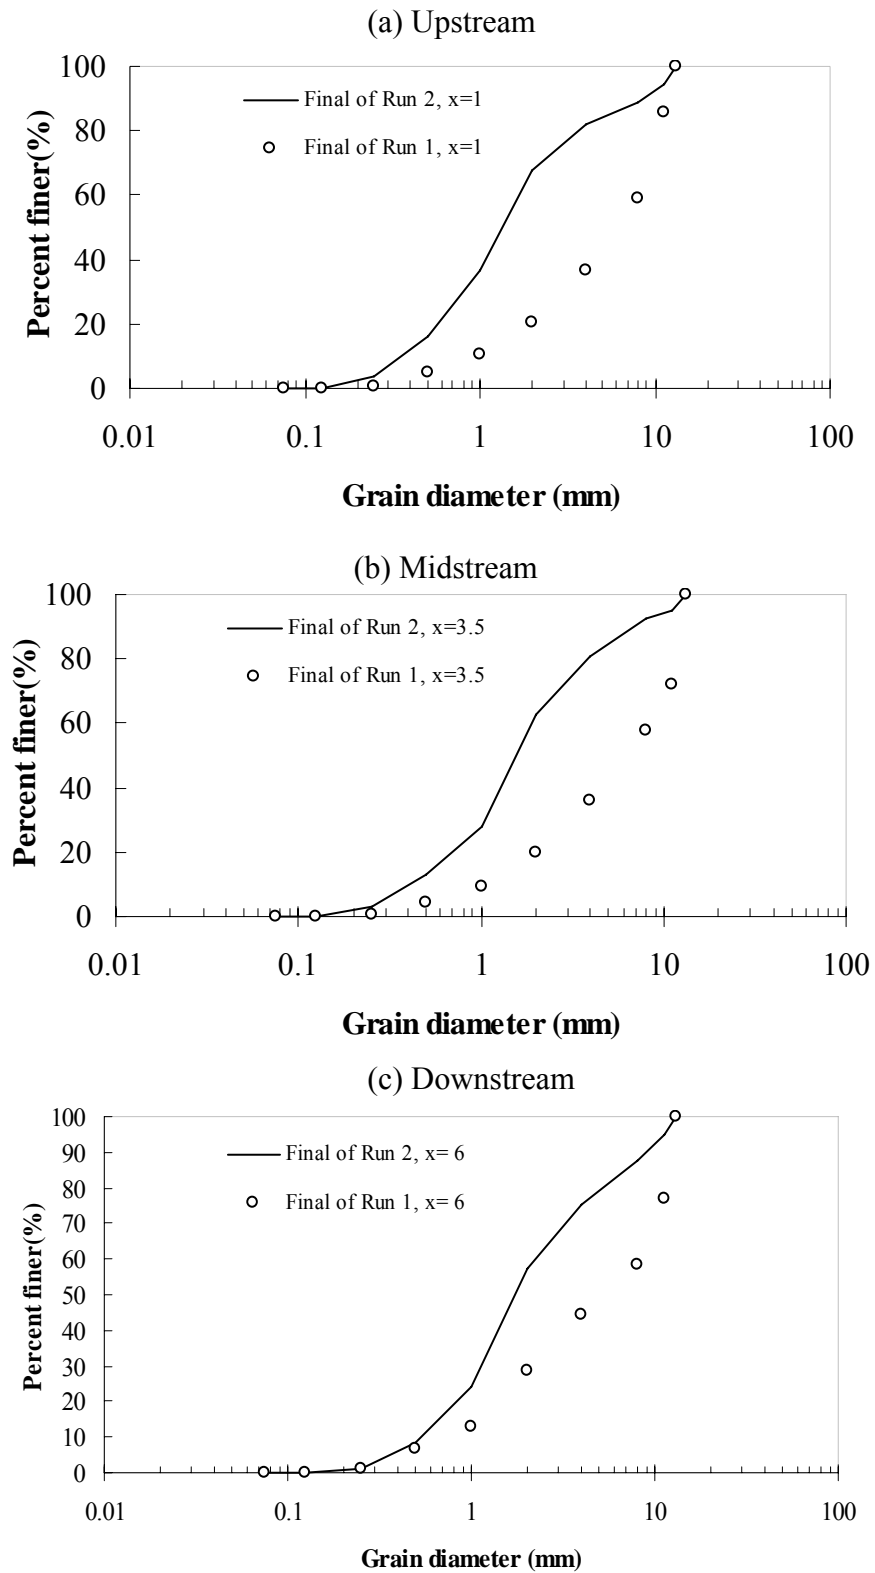 (a) Upstream
100
80
60
40
20
0
Percent finer(%)
Final of Run 2, x=1
Final of Run 1, x=1
0.01 0.1 1 10 100
Grain diameter (mm)
(b) Midstream
100
80
60
40
20
0
Percent finer(%)
Final of Run 2, x=3.5
Final of Run 1, x=3.5
0.01 0.1 1 10 100
Grain diameter (mm)
(c) Downstream
100
90
80
70
60
50
40
30
20
10
0
Percent finer(%)
Final of Run 2, x= 6
Final of Run 1, x= 6
0.01 0.1 1 10 100
Grain diameter (mm)